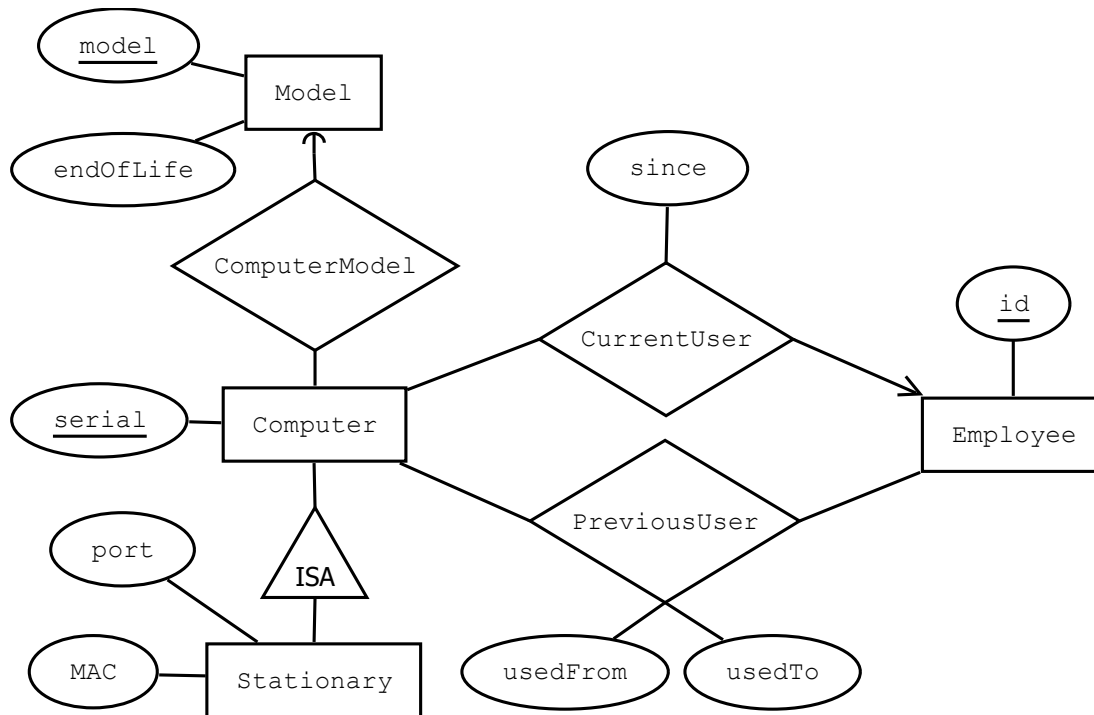 model
Model
endOfLife
since
ComputerModel
id
CurrentUser
serial
Computer
Employee
PreviousUser
port
ISA
MAC
Stationary
usedFrom
usedTo